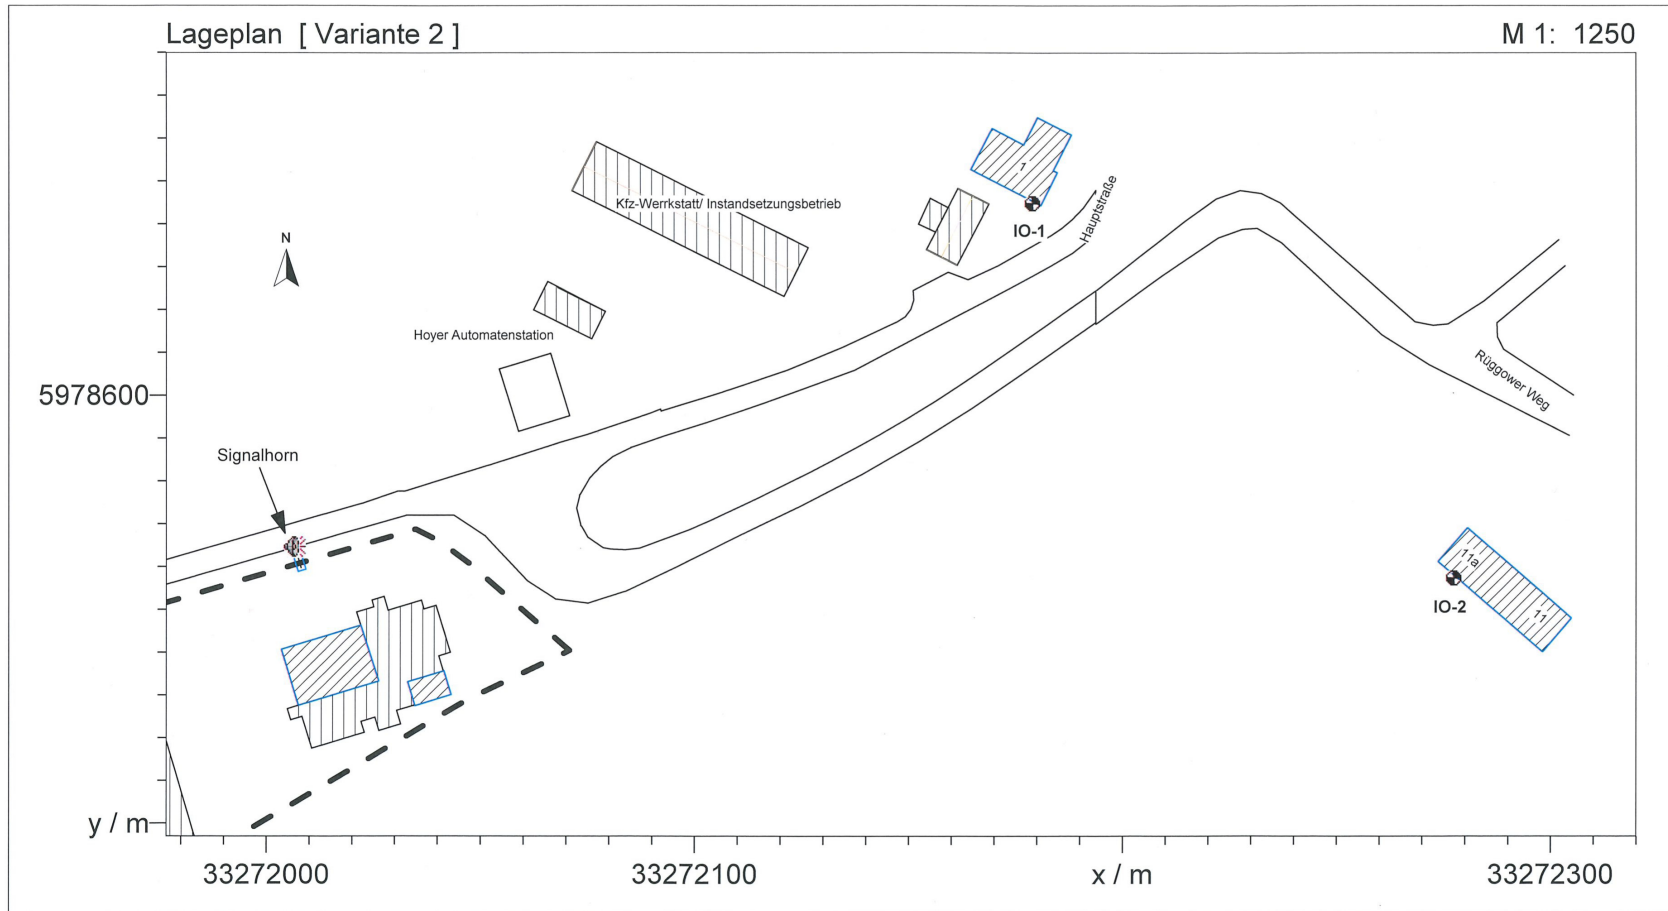 Lageplan [ Variante 2 ]
M 1: 1250
1
Kfz-Werrkstatt/ Instandsetzungsbetrieb
Hauptstraße
IO-1
N
Hoyer Automatenstation
Rüggower Weg
5978600
Signalhorn
11a
IO-2
11
y / m
33272000
33272100
x / m
33272300